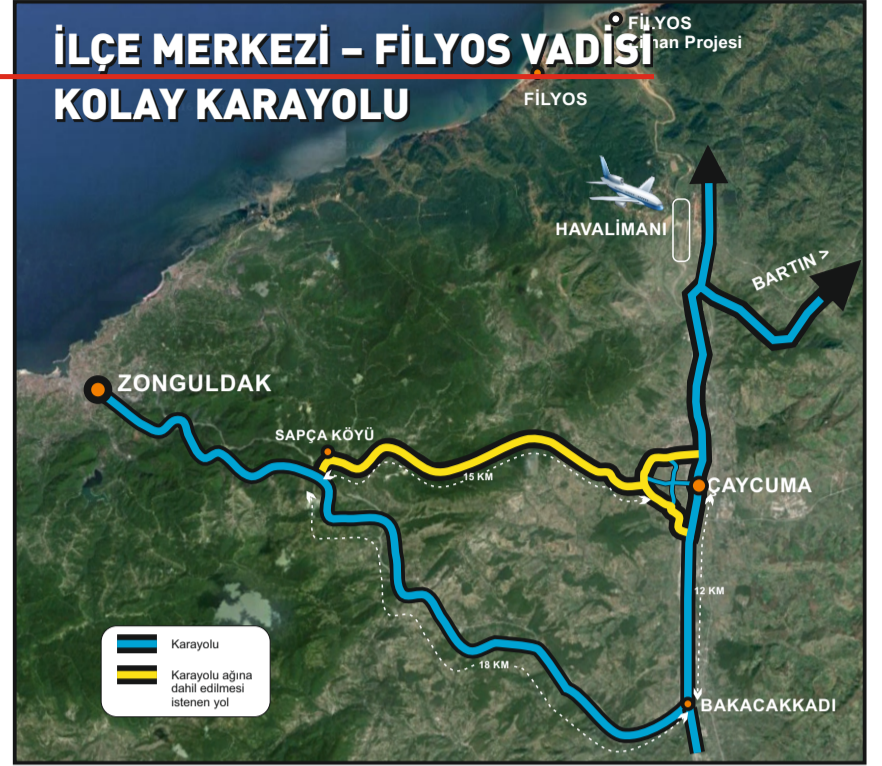 İLÇE MERKEZİ – FİLYOS VADİSİ
KOLAY KARAYOLU
FİLYOS
Liman Projesi
FİLYOS
HAVALİMANI
BARTIN >
ZONGULDAK
SAPÇA KÖYÜ
15 KM
ÇAYCUMA
12 KM
18 KM
BAKACAKKADI
Karayolu
Karayolu ağına
dahil edilmesi
istenen yol